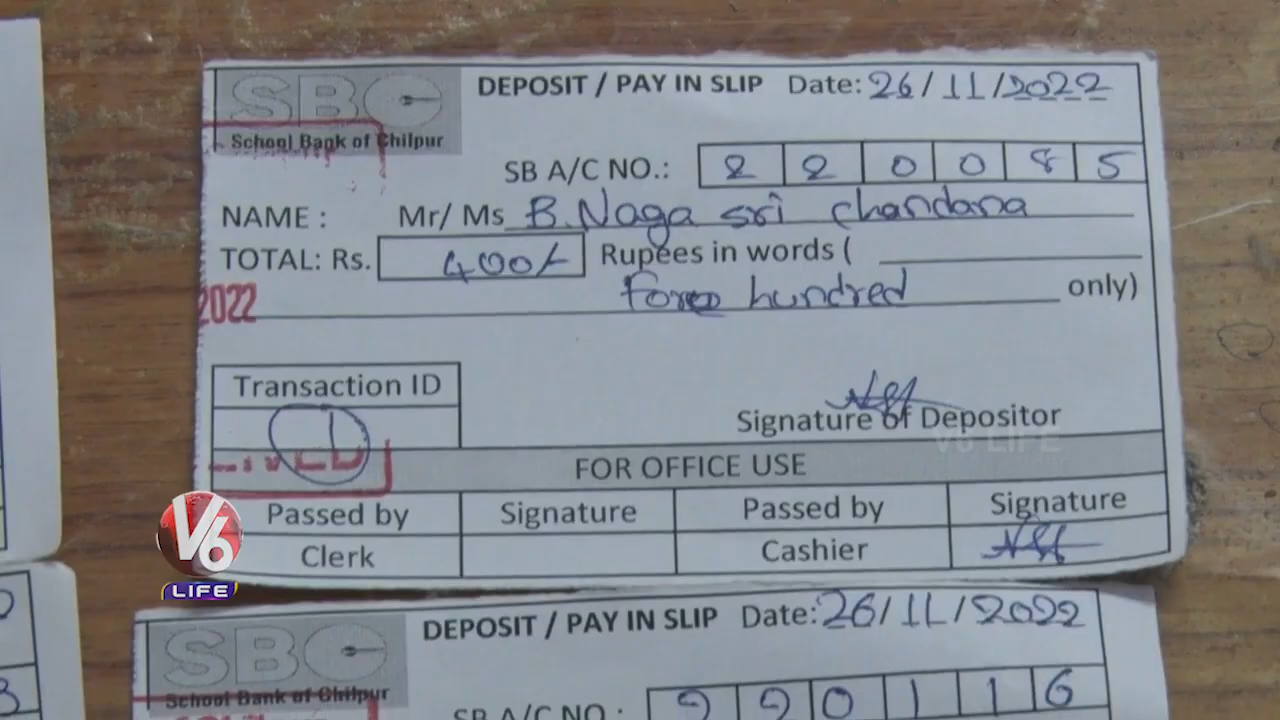 SBC
School Bank of Chilpur
DEPOSIT / PAY IN SLIP Date: 26/11/2022
SB A/C NO.: 2 2 0 0 8 5
NAME : Mr/ Ms B. Naga sri chandana
TOTAL: Rs. 400/- Rupees in words (
hundred only)
2022
Transaction ID
1
Signature of Depositor
V6 LIFE
FOR OFFICE USE
Passed by Signature Passed by Signature
Clerk Cashier
V6
LIFE
SBC
School Bank of Chilpur
DEPOSIT / PAY IN SLIP Date: 26/11/2022
SB A/C NO.: 2 2 0 1 1 6